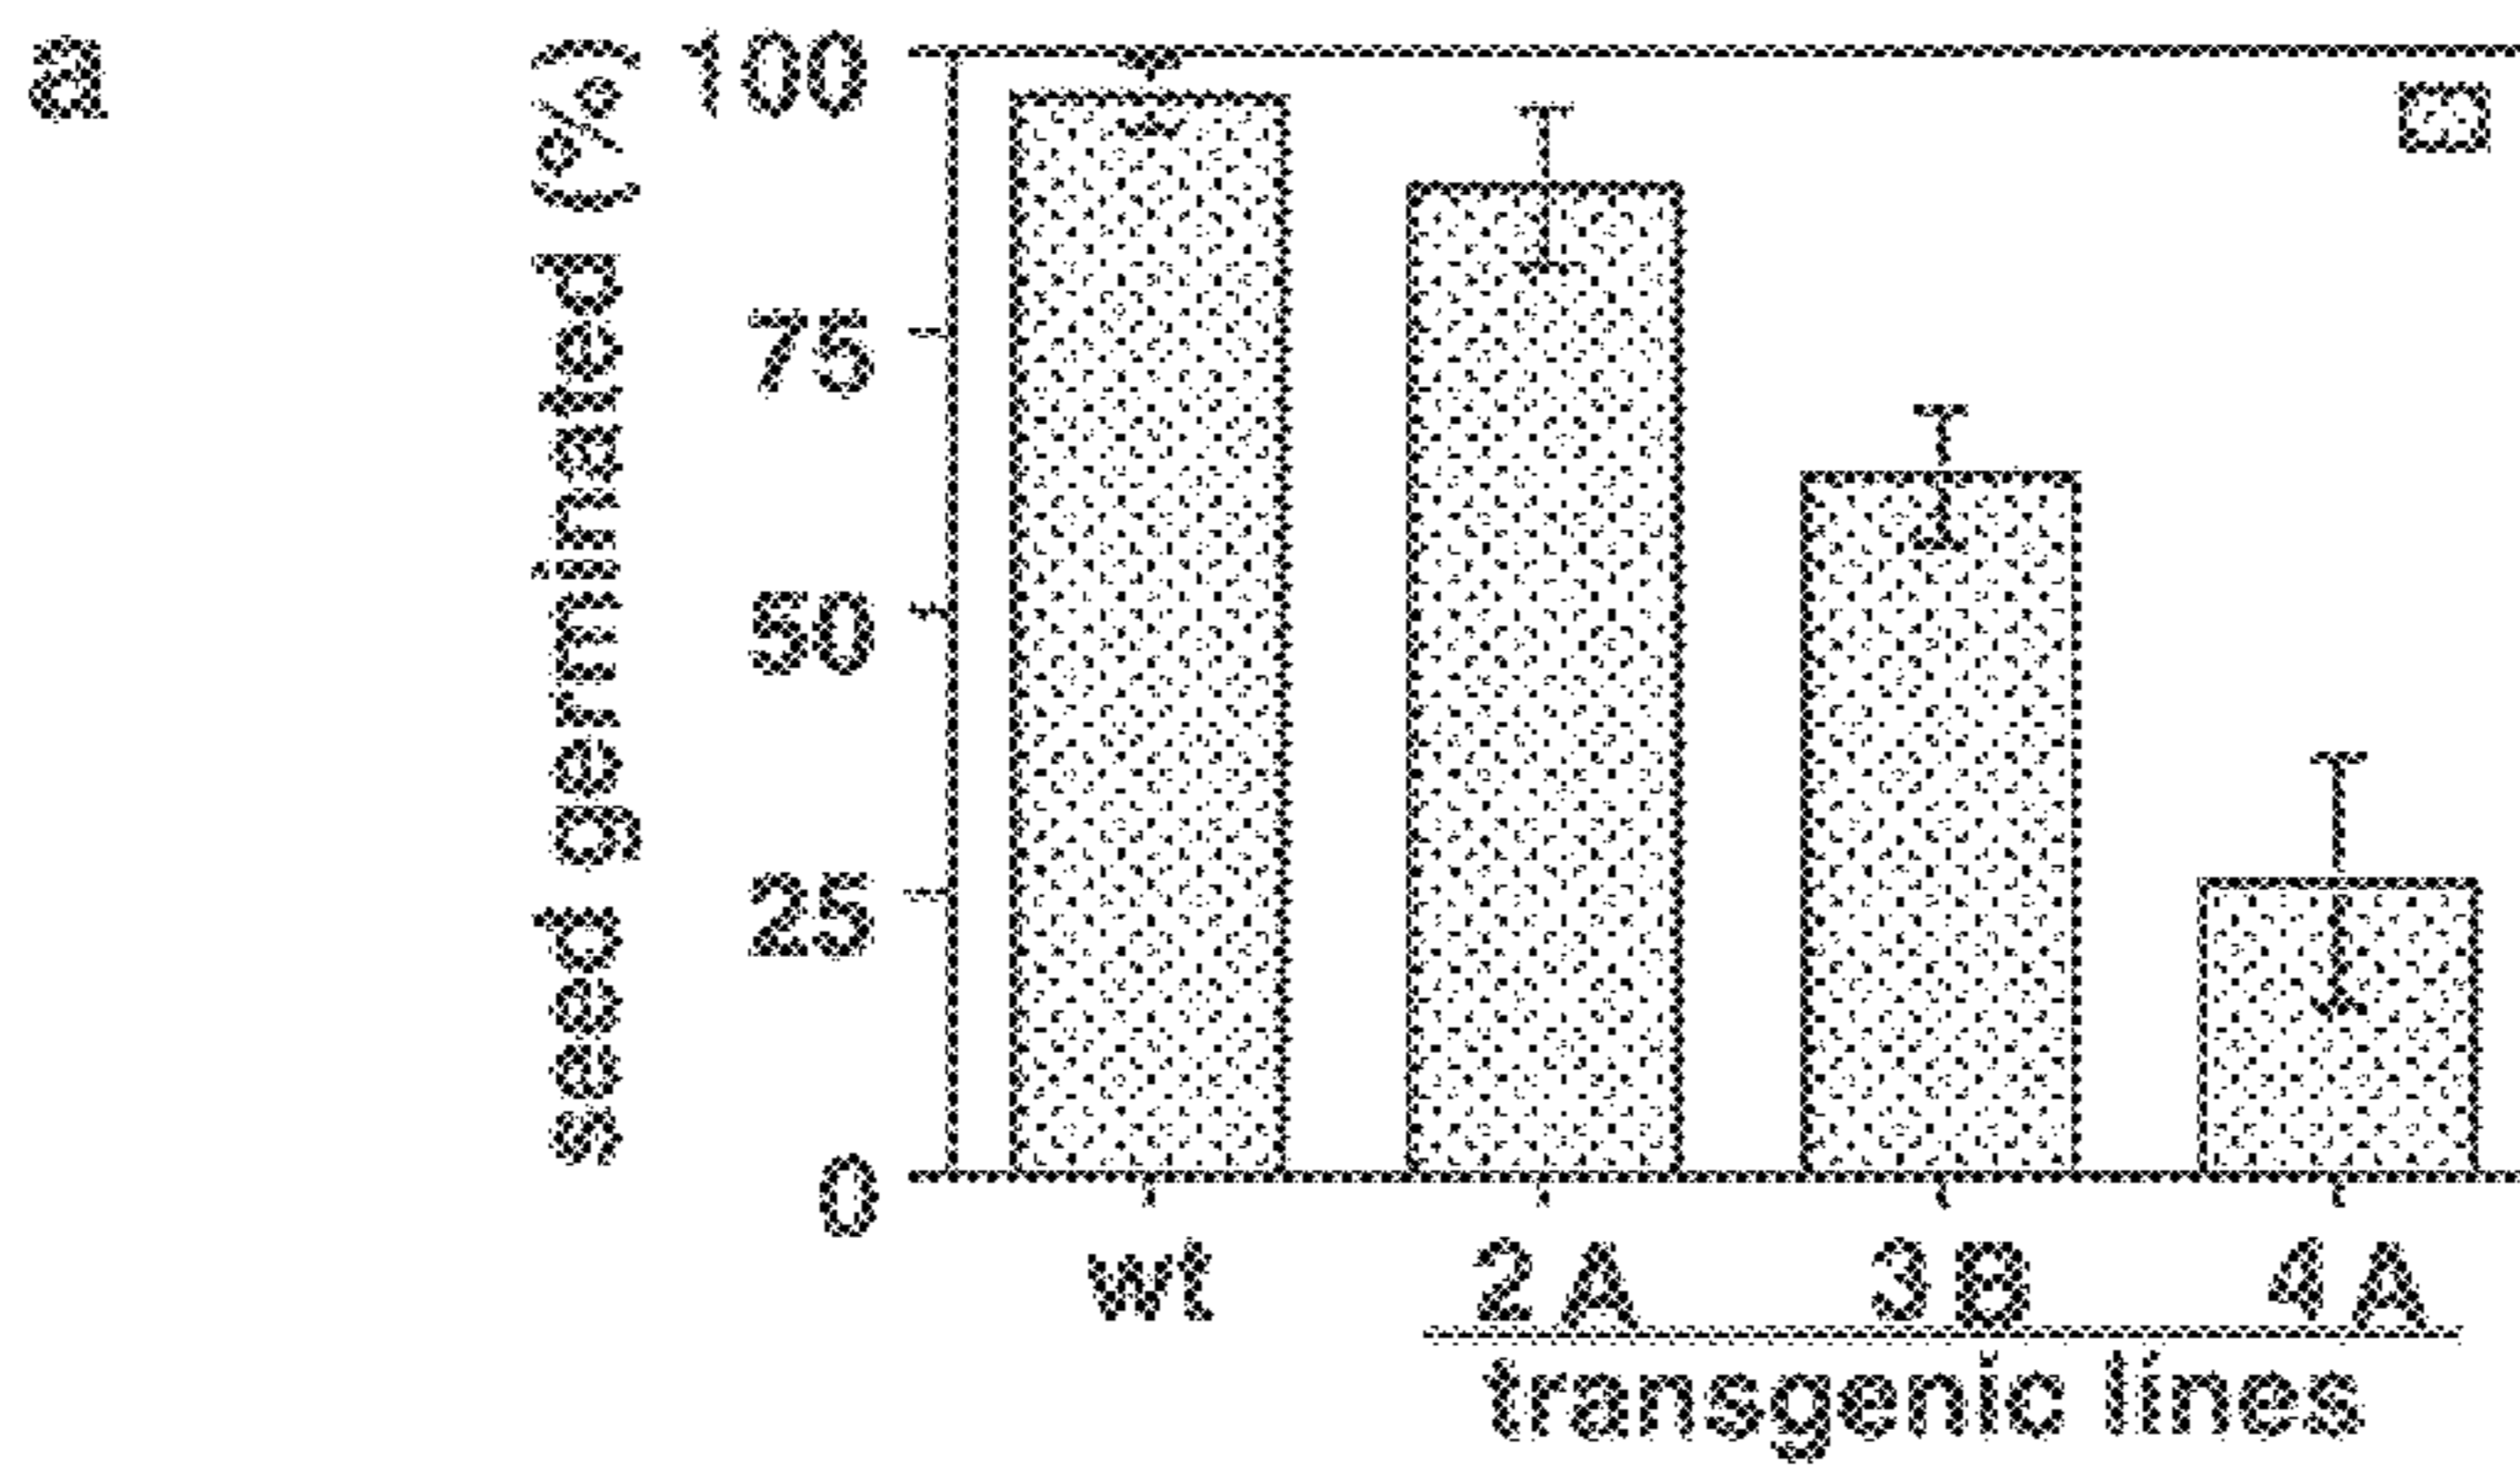 a
seed germinated (%)
100
75
50
25
0
wt 2A 3B 4A
transgenic lines